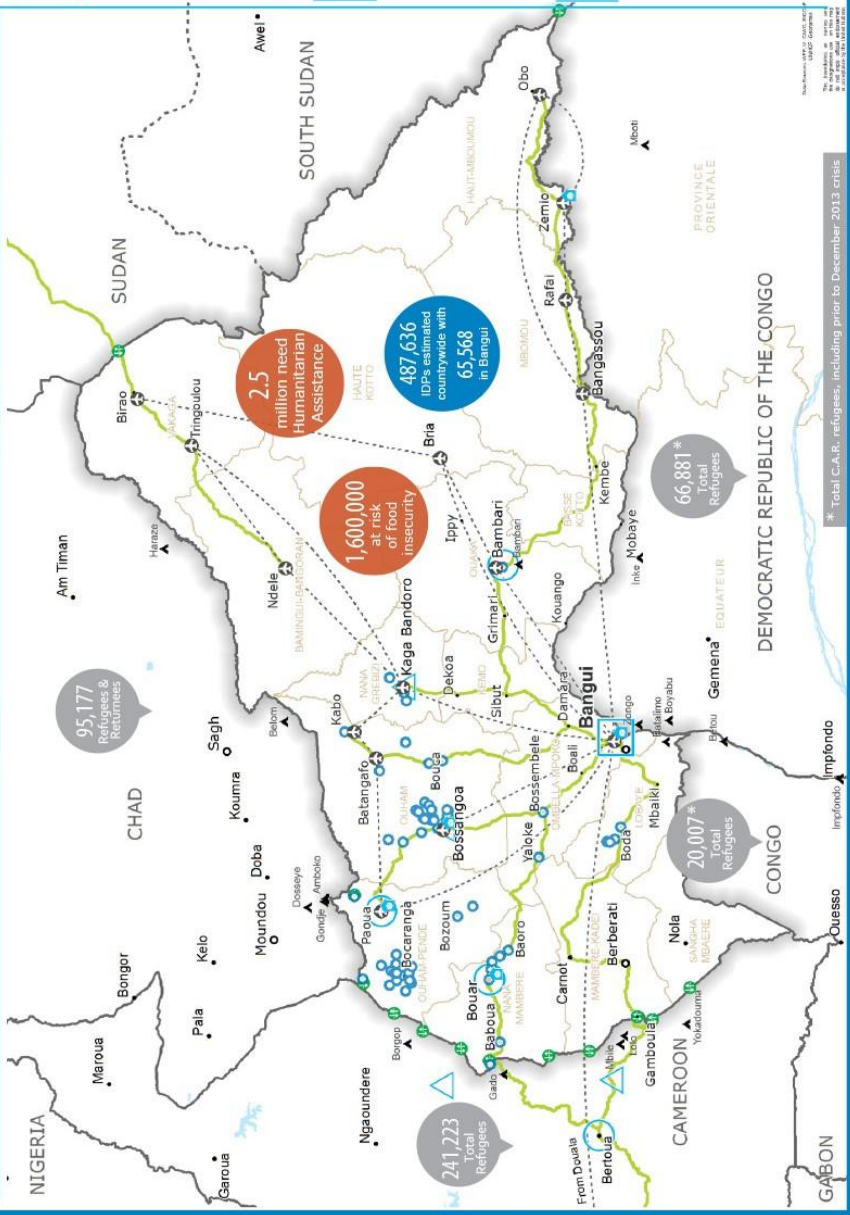 NIGERIA
CHAD
SUDAN
SOUTH SUDAN
Awel
Maroua
Bongor
Am Timan
Garoua
Pala
Kelo
Sagh
95,177
Refugees &
Returnees
Haraze
Birao
VAKAGA
Tringoulou
Moundou
Doba
Koumra
Belom
Ngaoundere
Dosseye
Gondje
Amboko
Ndele
BAMINGUI-BANGORAN
2.5
million need
Humanitarian
Assistance
HAUTE
KOTTO
Borgop
Paoua
Batangafo
Kabo
NANA
GREBIZI
Kaga Bandoro
1,600,000
at risk
of food
insecurity
Bocaranga
OUHAM-PENDE
OUHAM
Bouca
Dekoa
KEMO
Bria
487,636
IDPs estimated
countrywide with
65,568
in Bangui
HAUT-MBOUMOU
Bozoum
Bossangoa
Ippy
OUAKA
241,223
Total
Refugees
Gado
Baboua
Bouar
NANA
MAMBERE
Baoro
Yaloke
Bossembele
Sibut
Grimari
Bambari
Bambari
BASSE
KOTTO
MBOMOU
Rafai
Zemio
Obo
OMBELLA MPOKO
Boali
Damara
Kouango
Kembe
Bangassou
Carnot
MAMBERE KADEI
Berberati
Boda
LOBAYE
Mbaiki
Bangui
Zongo
Inke
Mobaye
66,881*
Total
Refugees
Mboti
From Douala
Bertoua
Mbile
Lolo
Gamboula
Nola
SANGHA
MBAERE
20,007*
Total
Refugees
Batalimo
Boyabu
EQUATEUR
PROVINCE
ORIENTALE
CAMEROON
Yokadouma
Betou
Gemena
DEMOCRATIC REPUBLIC OF THE CONGO
CONGO
GABON
Ouesso
Impfondo
Impfondo
* Total C.A.R. refugees, including prior to December 2013 crisis